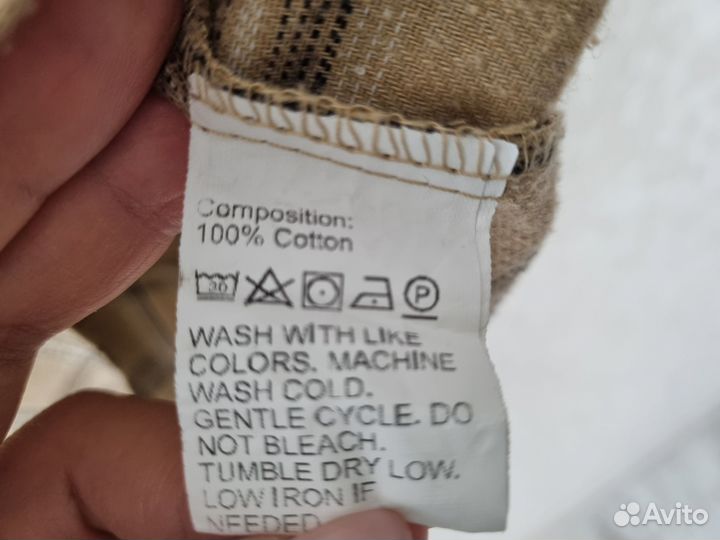 Composition:
100% Cotton
30 P
WASH WITH LIKE
COLORS. MACHINE
WASH COLD.
GENTLE CYCLE. DO
NOT BLEACH.
TUMBLE DRY LOW.
LOW IRON IF
NEEDED
Avito